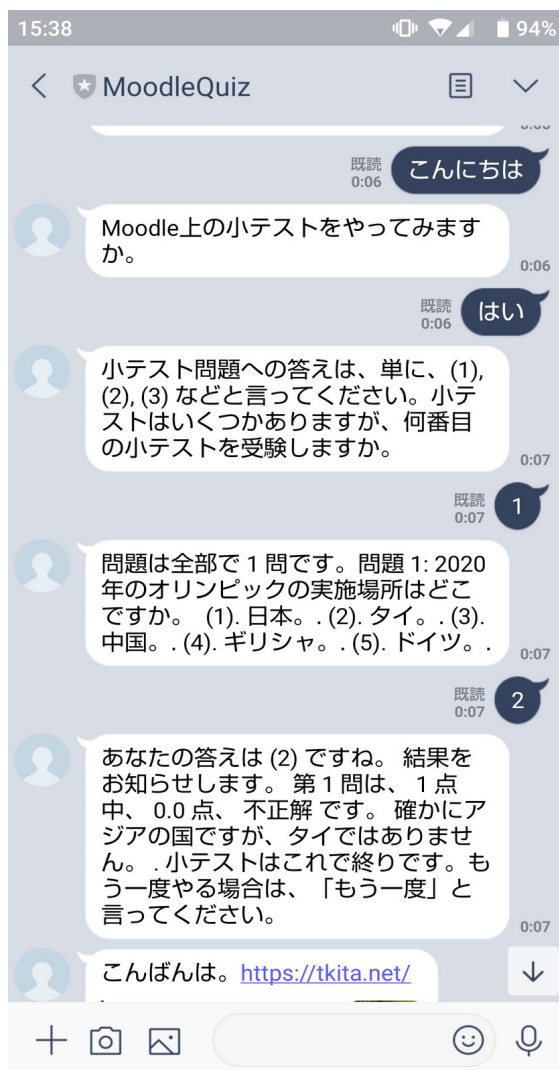 15:38
94%
MoodleQuiz
既読
0:06
こんにちは
Moodle上の小テストをやってみます
か。
0:06
既読
0:06
はい
小テスト問題への答えは、単に、(1),
(2), (3) などと言ってください。小テ
ストはいくつかありますが、何番目
の小テストを受験しますか。
0:07
既読
0:07
1
問題は全部で 1 問です。問題 1: 2020
年のオリンピックの実施場所はどこ
ですか。 (1). 日本。. (2). タイ。. (3).
中国。. (4). ギリシャ。. (5). ドイツ。.
0:07
既読
0:07
2
あなたの答えは (2) ですね。 結果を
お知らせします。 第 1 問は、 1 点
中、 0.0 点、 不正解 です。 確かにア
ジアの国ですが、タイではありませ
ん。 . 小テストはこれで終りです。も
う一度やる場合は、「もう一度」と
言ってください。
0:07
こんばんは。https://tkita.net/